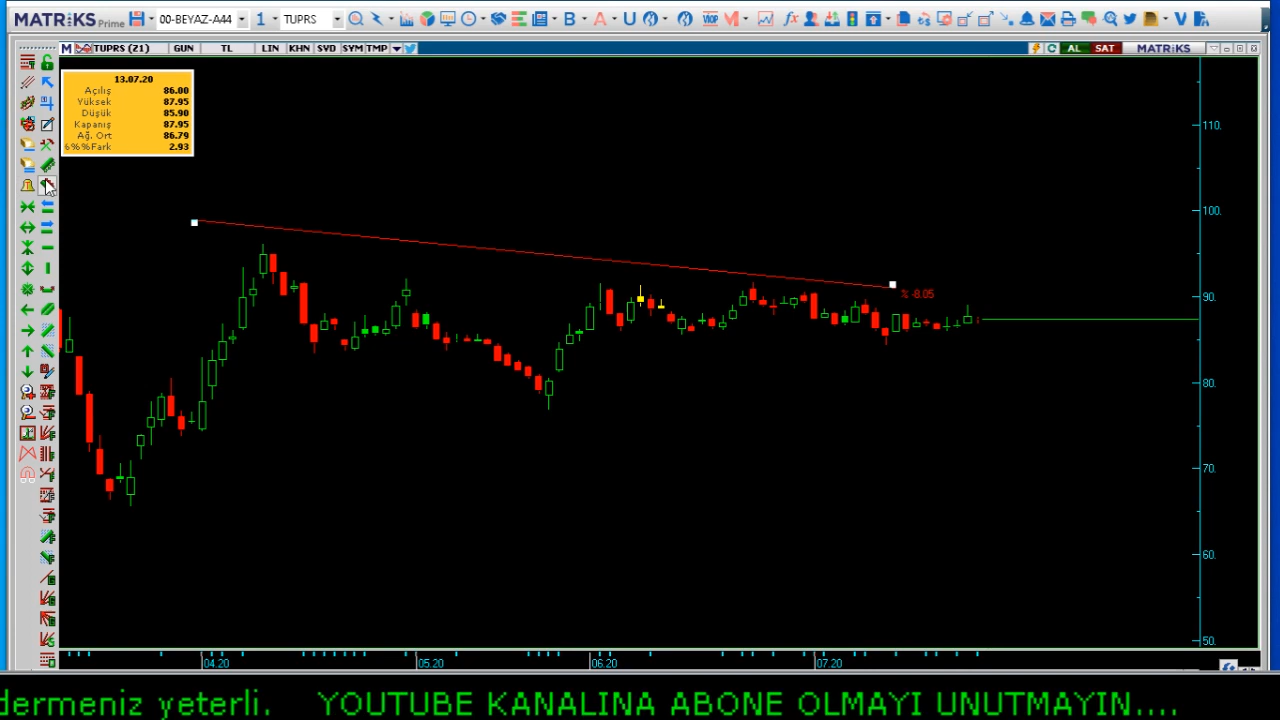 MATRiKS Prime 00-BEYAZ-A44 1 TUPRS B A U VIOP M fx V
M TUPRS (21) GUN TL LIN KHN SVD SYM TMP AL SAT MATRiKS
13.07.20
Açılış 86.00
Yüksek 87.95
Düşük 85.90
Kapanış 87.95
Ağ. Ort 86.79
%%Fark 2.93
110.
100.
% -8.05
90.
80.
70.
60.
50.
04.20 05.20 06.20 07.20
dermeniz yeterli. YOUTUBE KANALINA ABONE OLMAYI UNUTMAYIN....